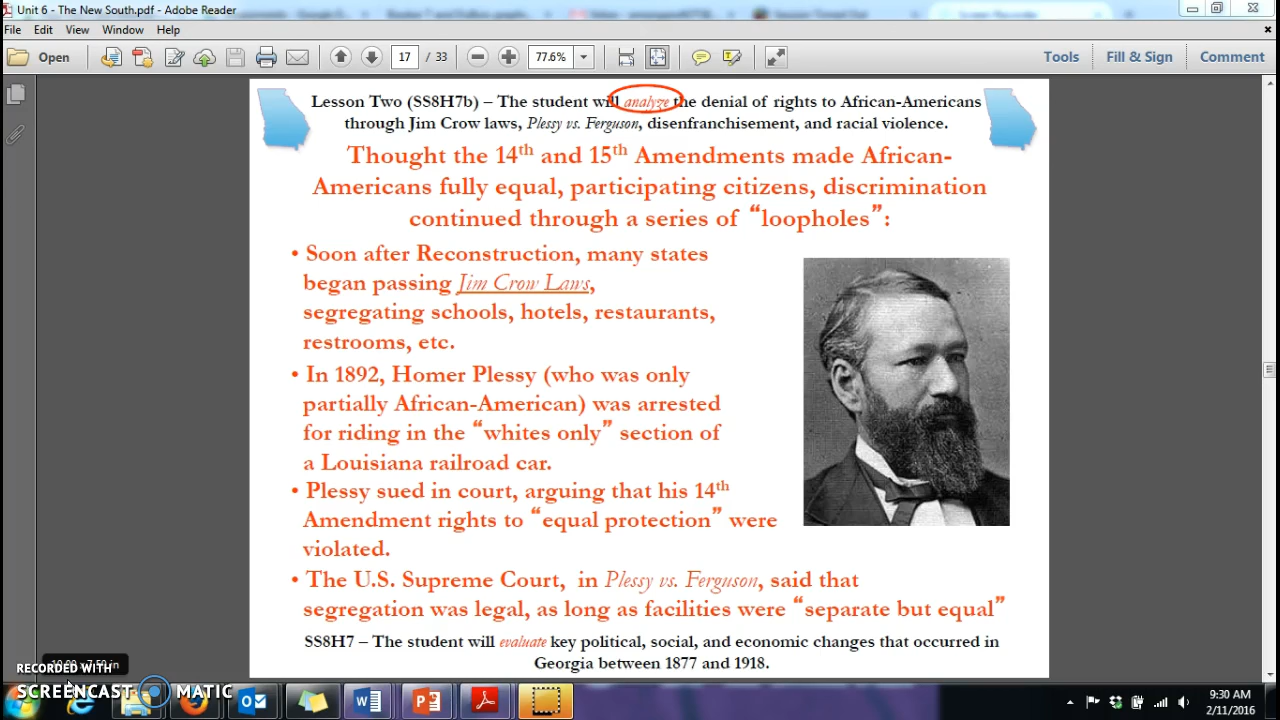 Unit 6 - The New South.pdf - Adobe Reader
File Edit View Window Help
Open 17 / 33 77.6% Tools Fill & Sign Comment
Lesson Two (SS8H7b) – The student will analyze the denial of rights to African-Americans
through Jim Crow laws, Plessy vs. Ferguson, disenfranchisement, and racial violence.
Thought the 14th and 15th Amendments made African-
Americans fully equal, participating citizens, discrimination
continued through a series of “loopholes”:
• Soon after Reconstruction, many states
began passing Jim Crow Laws,
segregating schools, hotels, restaurants,
restrooms, etc.
• In 1892, Homer Plessy (who was only
partially African-American) was arrested
for riding in the “whites only” section of
a Louisiana railroad car.
• Plessy sued in court, arguing that his 14th
Amendment rights to “equal protection” were
violated.
• The U.S. Supreme Court, in Plessy vs. Ferguson, said that
segregation was legal, as long as facilities were “separate but equal”
SS8H7 – The student will evaluate key political, social, and economic changes that occurred in
Georgia between 1877 and 1918.
RECORDED WITH
SCREENCAST MATIC
9:30 AM
2/11/2016